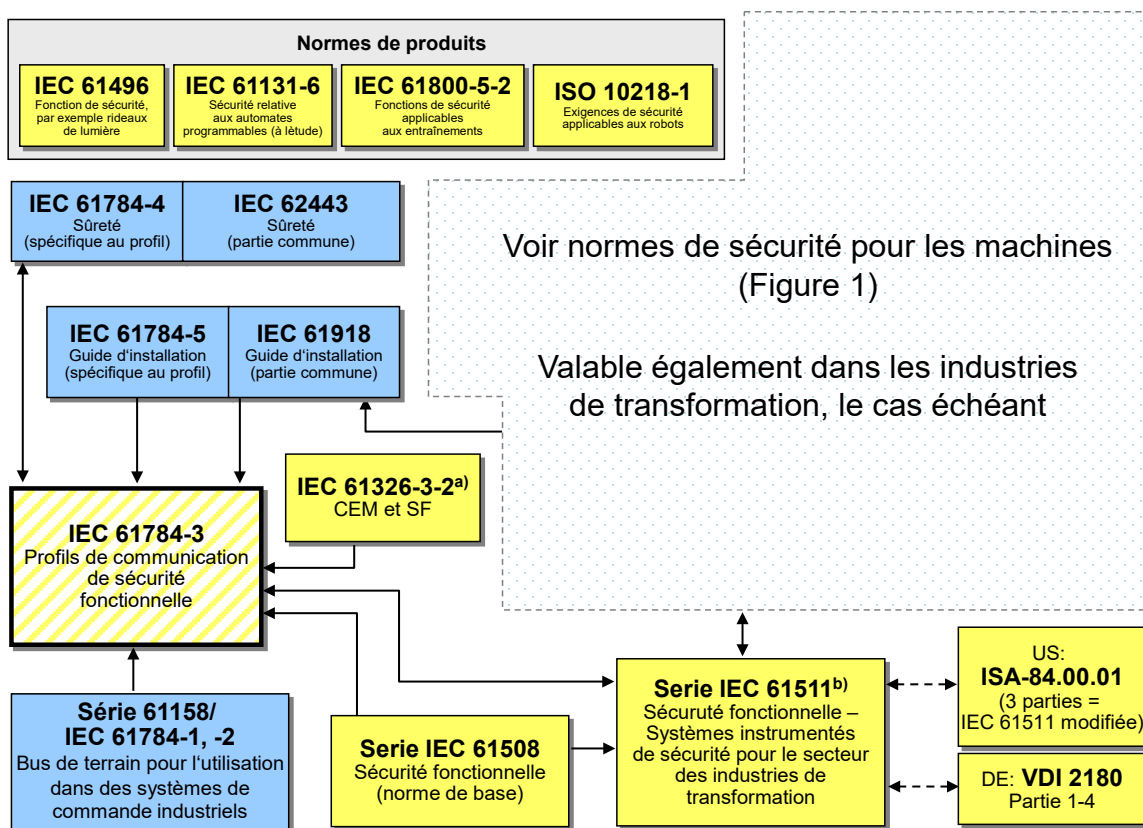 Normes de produits
IEC 61496
Fonction de sécurité,
par exemple rideaux
de lumière
IEC 61131-6
Sécurité relative
aux automates
programmables (à lètude)
IEC 61800-5-2
Fonctions de sécurité
applicables
aux entraînements
ISO 10218-1
Exigences de sécurité
applicables aux robots
IEC 61784-4
Sûreté
(spécifique au profil)
IEC 62443
Sûreté
(partie commune)
Voir normes de sécurité pour les machines
(Figure 1)
Valable également dans les industries
de transformation, le cas échéant
IEC 61784-5
Guide d‘installation
(spécifique au profil)
IEC 61918
Guide d‘installation
(partie commune)
IEC 61326-3-2a)
CEM et SF
IEC 61784-3
Profils de communication
de sécurité
fonctionnelle
Série 61158/
IEC 61784-1, -2
Bus de terrain pour l‘utilisation
dans des systèmes de
commande industriels
Serie IEC 61508
Sécurité fonctionnelle
(norme de base)
Serie IEC 61511b)
Sécuruté fonctionnelle –
Systèmes instrumentés
de sécurité pour le secteur
des industries de
transformation
US:
ISA-84.00.01
(3 parties =
IEC 61511 modifiée)
DE: VDI 2180
Partie 1-4